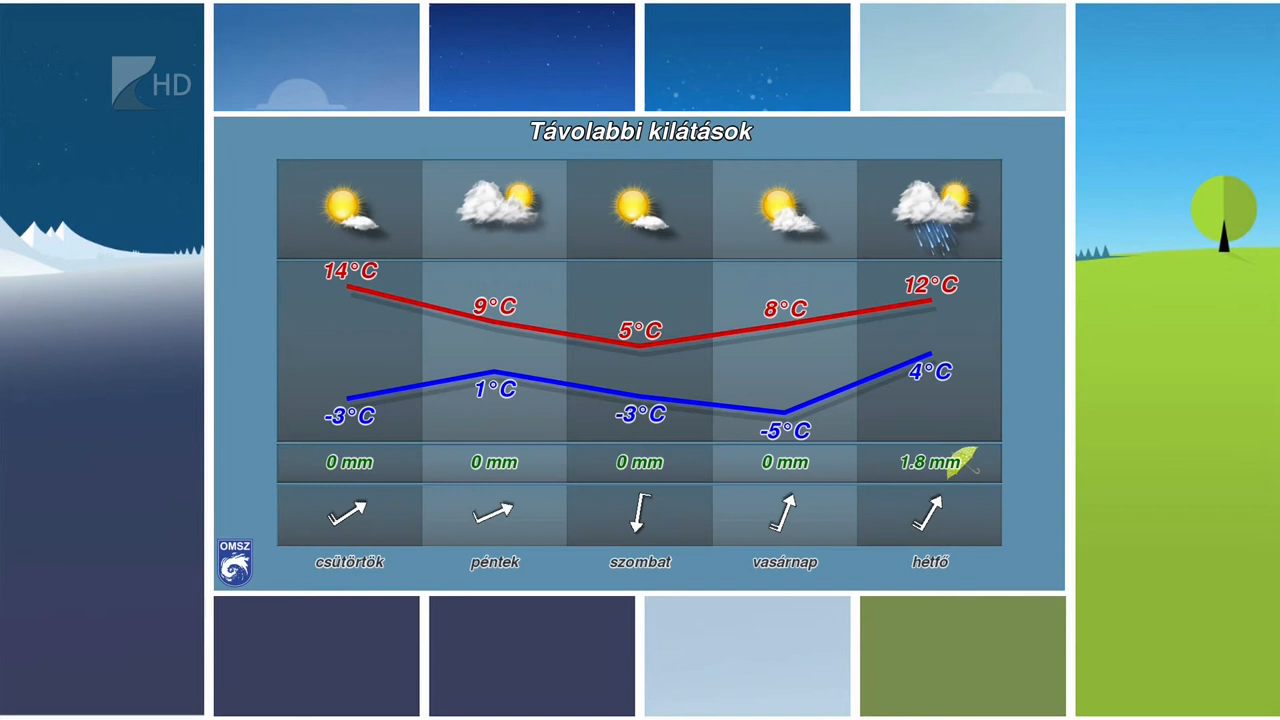 HD
Távolabbi kilátások
14°C 9°C 5°C 8°C 12°C
-3°C 1°C -3°C -5°C 4°C
0 mm 0 mm 0 mm 0 mm 1.8 mm
OMSZ
csütörtök péntek szombat vasárnap hétfő